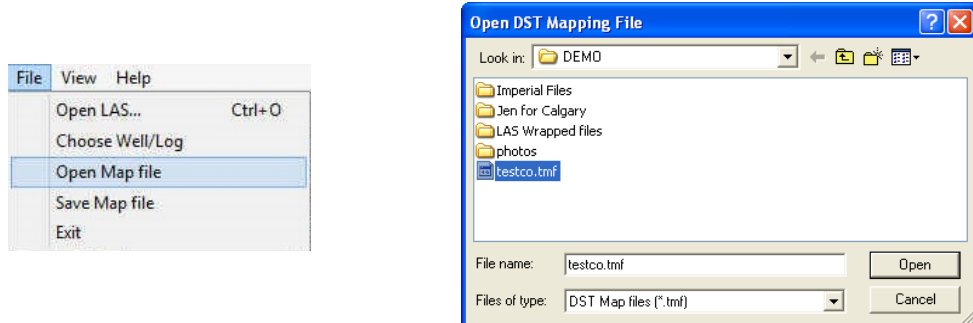 File View Help
Open LAS... Ctrl+O
Choose Well/Log
Open Map file
Save Map file
Exit
Open DST Mapping File
Look in: DEMO
Imperial Files
Jen for Calgary
LAS Wrapped files
photos
testco.tmf
File name: testco.tmf Open
Files of type: DST Map files (*.tmf) Cancel